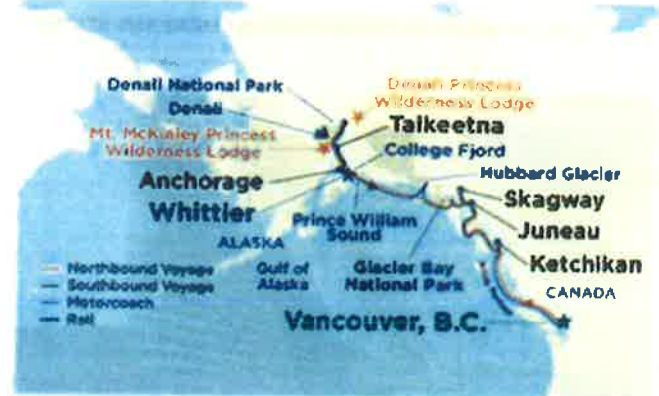 Denali National Park
Denali
Denali Princess
Wilderness Lodge
Mt. McKinley Princess
Wilderness Lodge
Talkeetna
College Fjord
Hubbard Glacier
Anchorage
Skagway
Whittier
Prince William
Sound
Juneau
ALASKA
Ketchikan
Northbound Voyage
Southbound Voyage
Motorcoach
Rail
Gulf of
Alaska
Glacier Bay
National Park
CANADA
Vancouver, B.C.